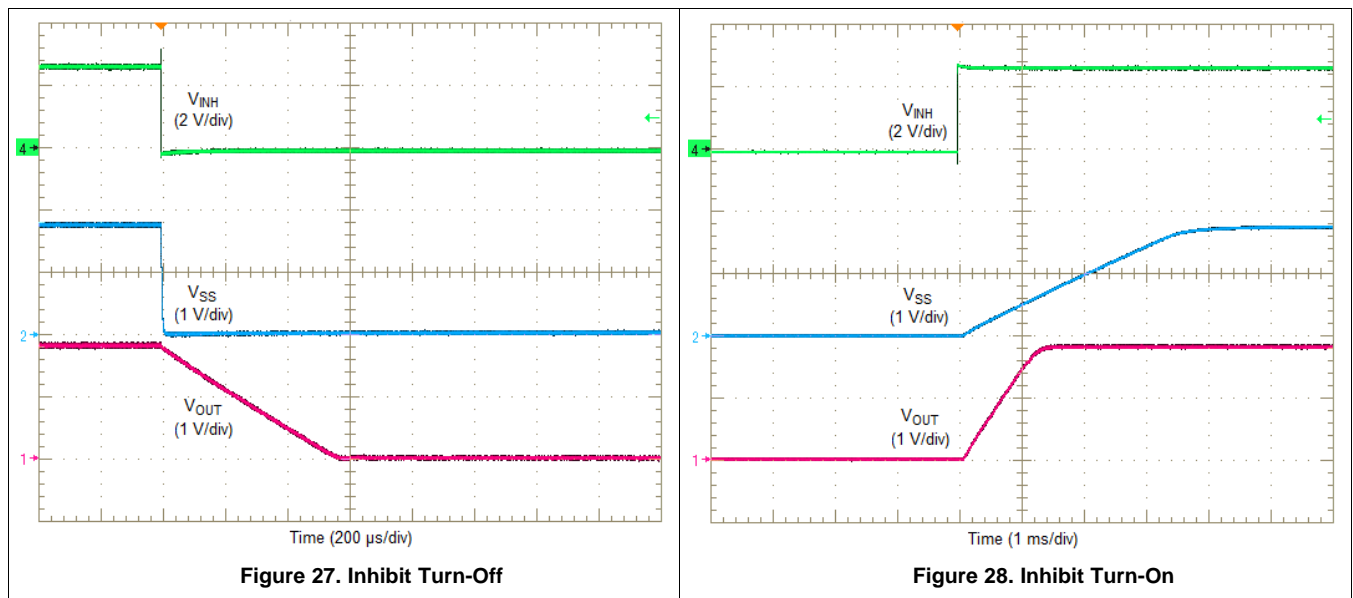 V_INH
(2 V/div)
4
V_SS
(1 V/div)
2
V_OUT
(1 V/div)
1
Time (200 µs/div)
Figure 27. Inhibit Turn-Off
V_INH
(2 V/div)
4
V_SS
(1 V/div)
2
V_OUT
(1 V/div)
1
Time (1 ms/div)
Figure 28. Inhibit Turn-On